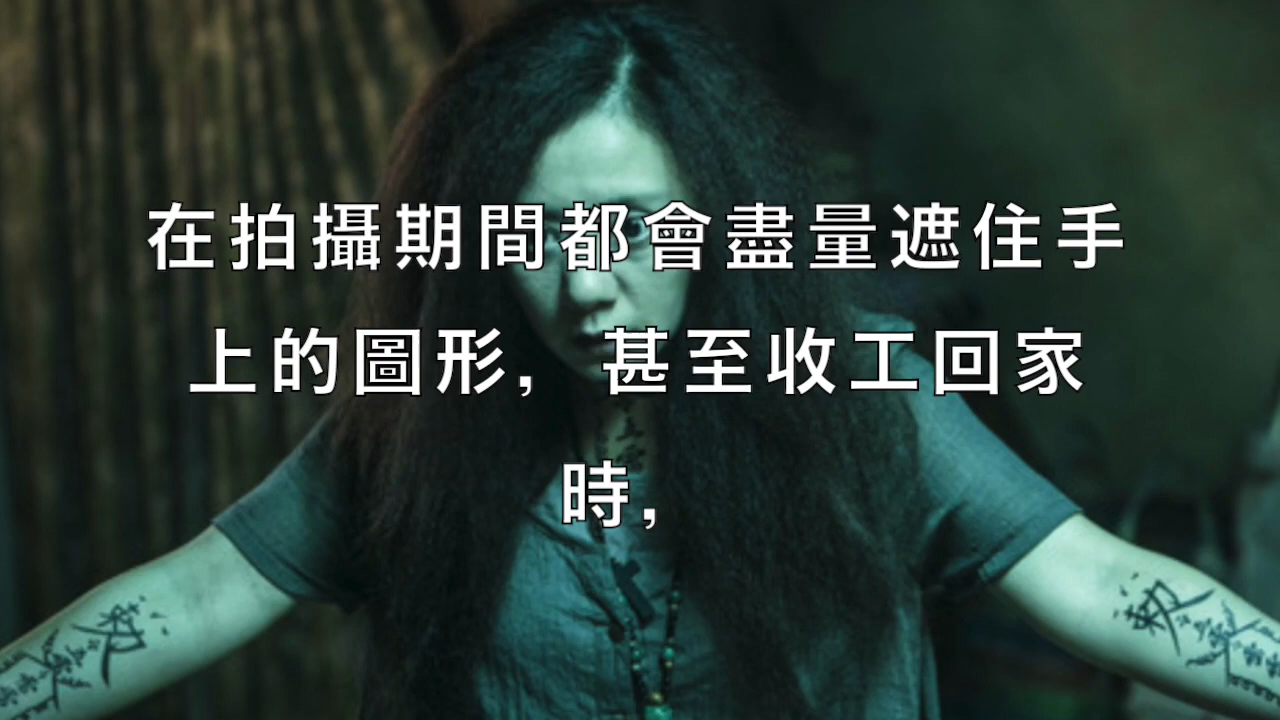 在拍攝期間都會盡量遮住手
上的圖形，甚至收工回家
時，